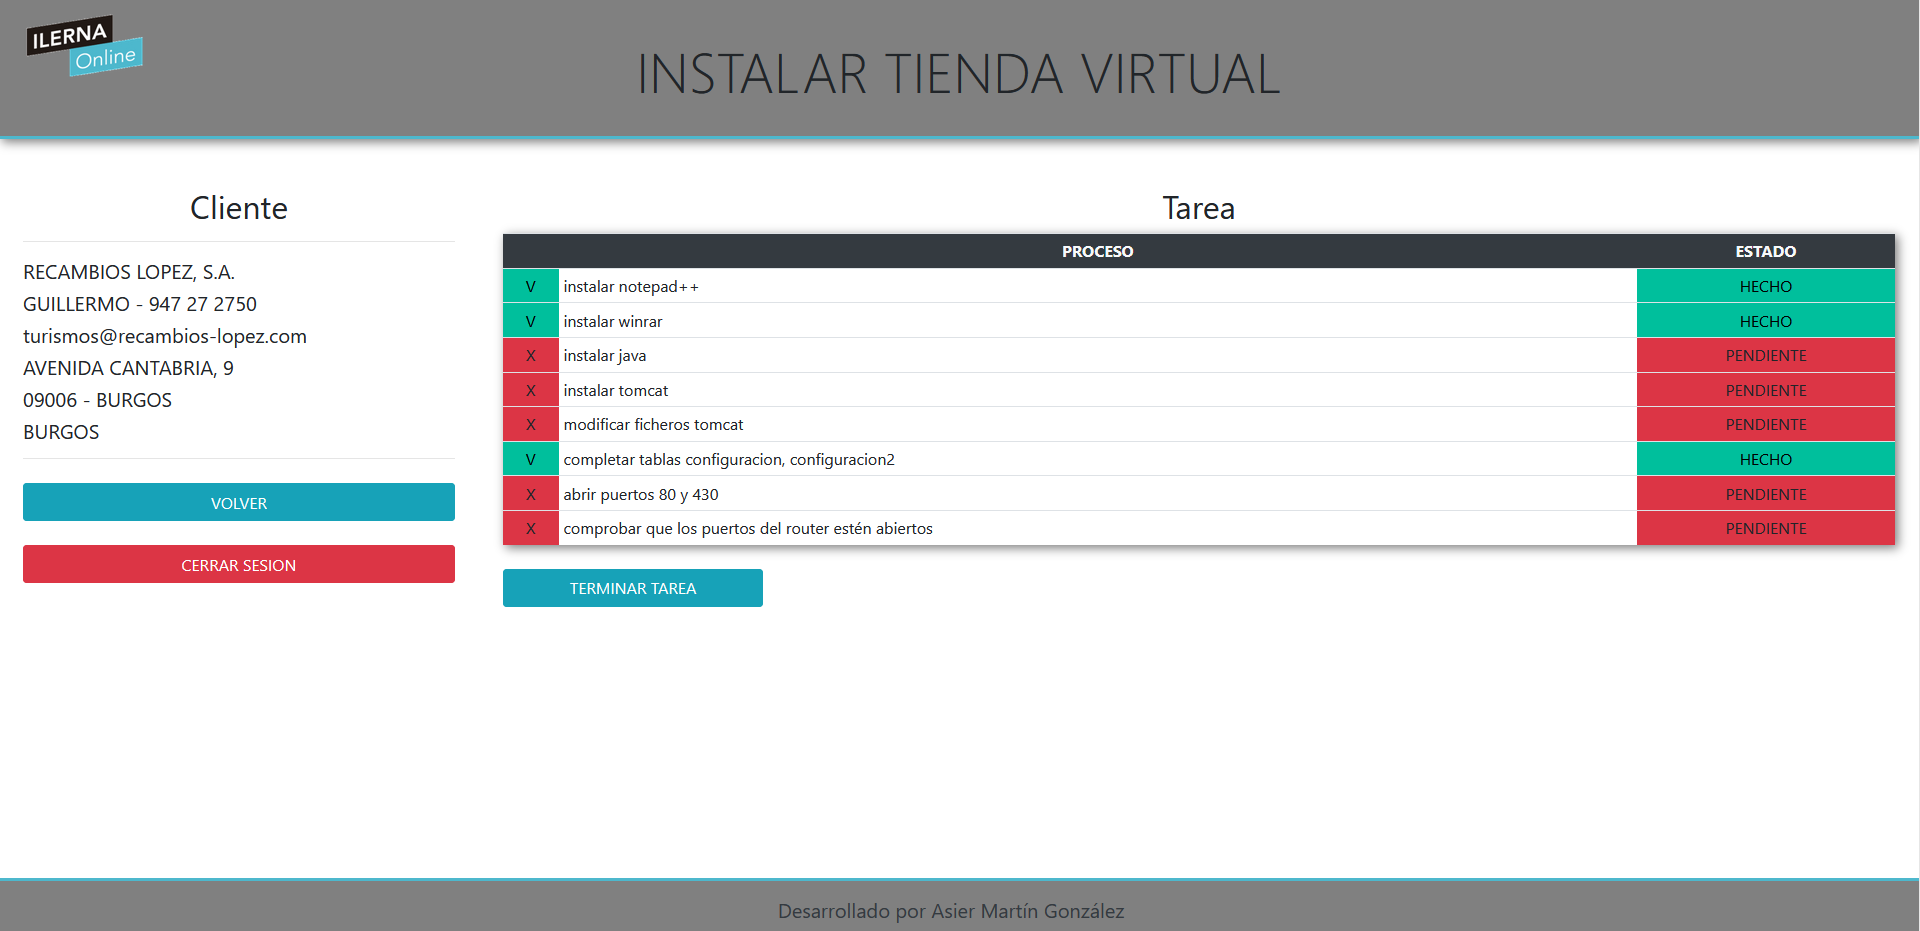 ILERNA
Online
INSTALAR TIENDA VIRTUAL
Cliente
RECAMBIOS LOPEZ, S.A.
GUILLERMO - 947 27 2750
turismos@recambios-lopez.com
AVENIDA CANTABRIA, 9
09006 - BURGOS
BURGOS
VOLVER
CERRAR SESION
Tarea
PROCESO ESTADO
V instalar notepad++ HECHO
V instalar winrar HECHO
X instalar java PENDIENTE
X instalar tomcat PENDIENTE
X modificar ficheros tomcat PENDIENTE
V completar tablas configuracion, configuracion2 HECHO
X abrir puertos 80 y 430 PENDIENTE
X comprobar que los puertos del router estén abiertos PENDIENTE
TERMINAR TAREA
Desarrollado por Asier Martín González